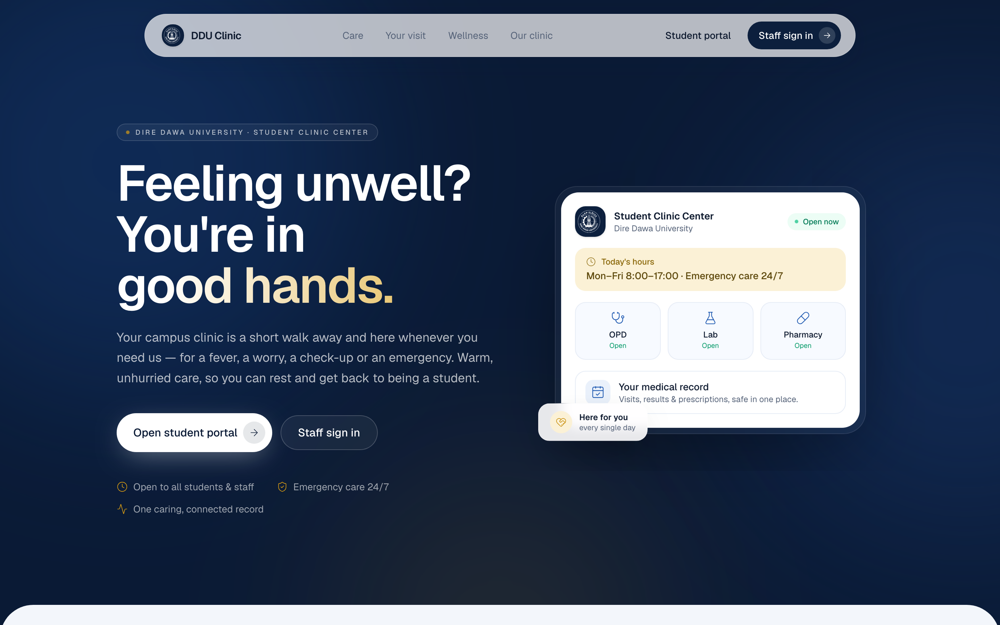 DDU Clinic
Care
Your visit
Wellness
Our clinic
Student portal
Staff sign in
DIRE DAWA UNIVERSITY · STUDENT CLINIC CENTER
Feeling unwell?
You're in
good hands.
Your campus clinic is a short walk away and here whenever you
need us — for a fever, a worry, a check-up or an emergency. Warm,
unhurried care, so you can rest and get back to being a student.
Open student portal
Staff sign in
Open to all students & staff
Emergency care 24/7
One caring, connected record
Student Clinic Center
Dire Dawa University
Open now
Today's hours
Mon–Fri 8:00–17:00 · Emergency care 24/7
OPD
Open
Lab
Open
Pharmacy
Open
Your medical record
Visits, results & prescriptions, safe in one place.
Here for you
every single day